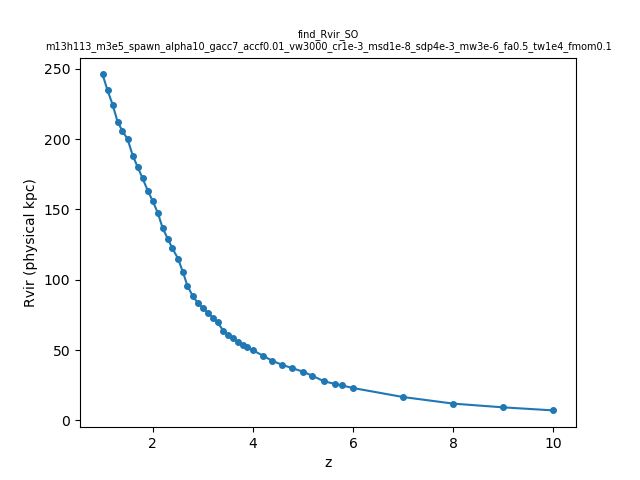 find_Rvir_SO
m13h113_m3e5_spawn_alpha10_gacc7_accf0.01_vw3000_cr1e-3_msd1e-8_sdp4e-3_mw3e-6_fa0.5_tw1e4_fmom0.1
250
200
150
100
50
0
Rvir (physical kpc)
2 4 6 8 10
z